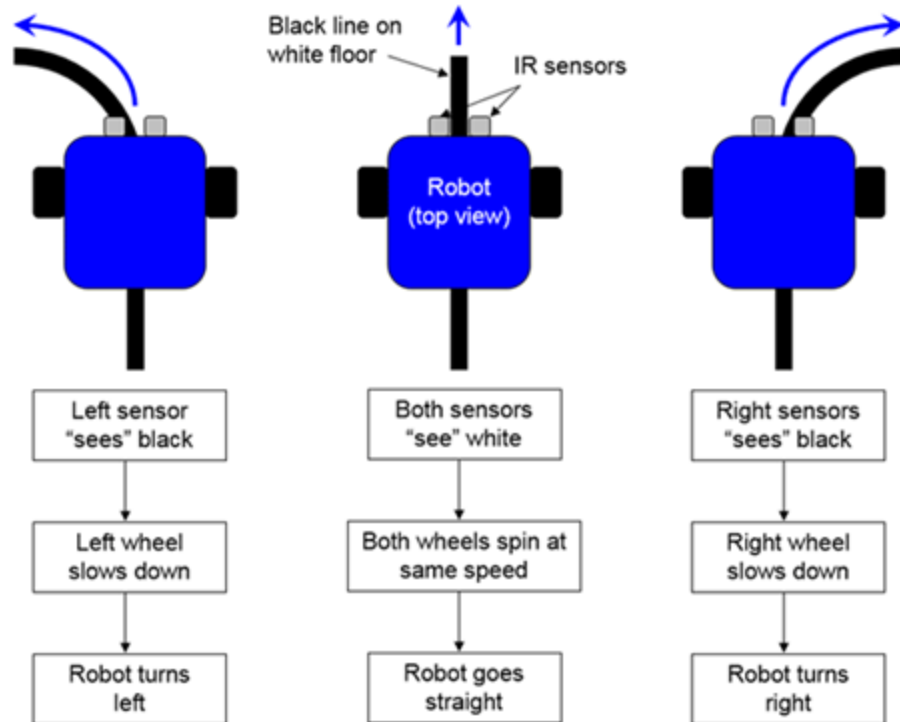 Black line on
white floor
IR sensors
Robot
(top view)
Left sensor
“sees” black
Both sensors
“see” white
Right sensors
“sees” black
Left wheel
slows down
Both wheels spin at
same speed
Right wheel
slows down
Robot turns
left
Robot goes
straight
Robot turns
right